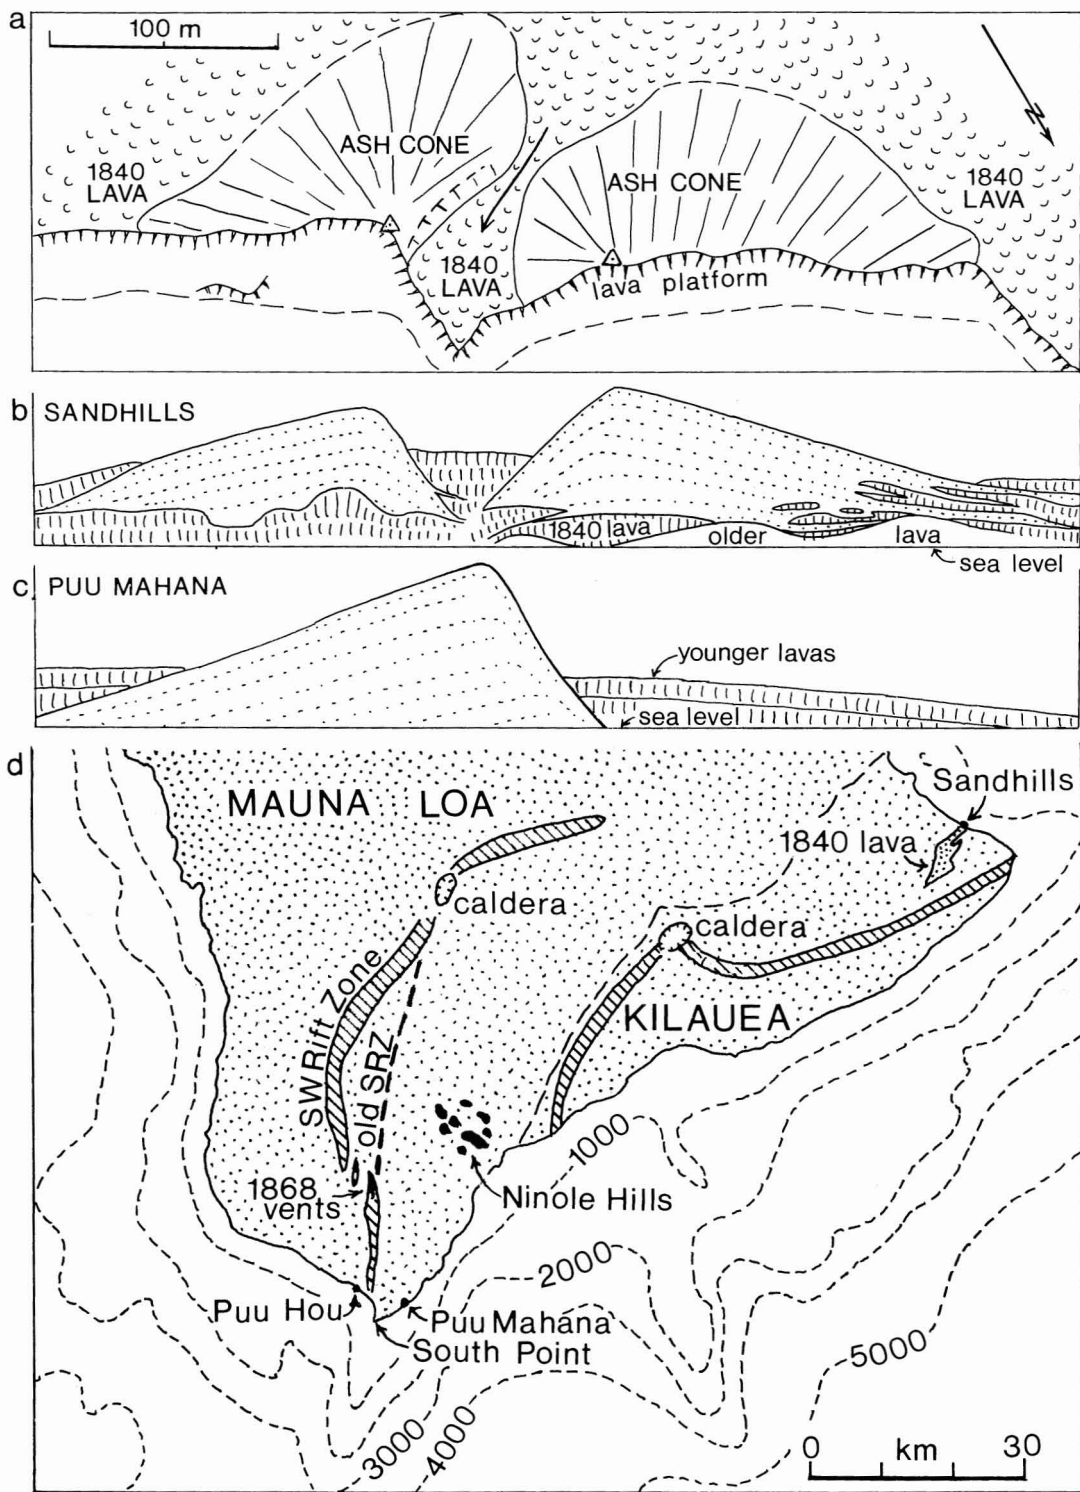 a
100 m
ASH CONE
1840
LAVA
ASH CONE
1840
LAVA
1840
LAVA
lava platform
N
b SANDHILLS
1840 lava
older
lava
sea level
c PUU MAHANA
younger lavas
sea level
d
MAUNA LOA
Sandhills
1840 lava
caldera
caldera
SW Rift Zone
old SRZ
KILAUEA
1000
1868
vents
Ninole Hills
2000
Puu Hou
Puu Mahana
South Point
5000
3000
4000
0 km 30